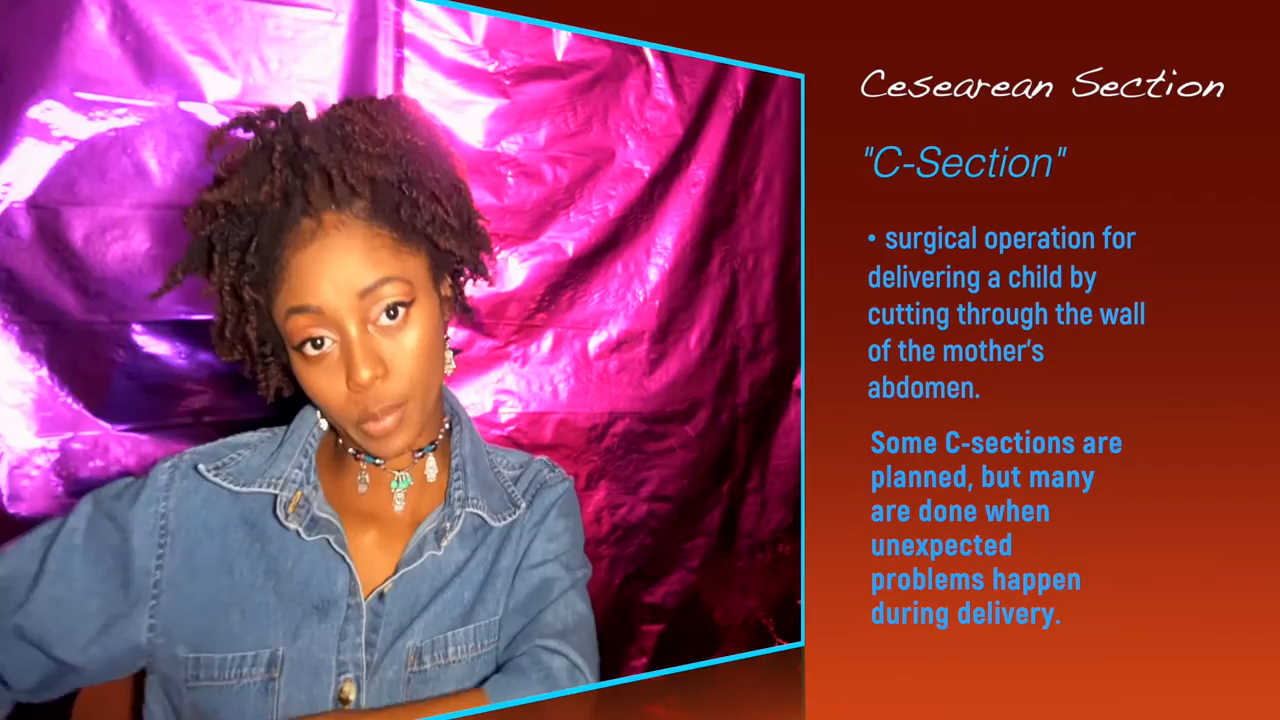 Cesearean Section
"C-Section"
• surgical operation for
delivering a child by
cutting through the wall
of the mother's
abdomen.
Some C-sections are
planned, but many
are done when
unexpected
problems happen
during delivery.